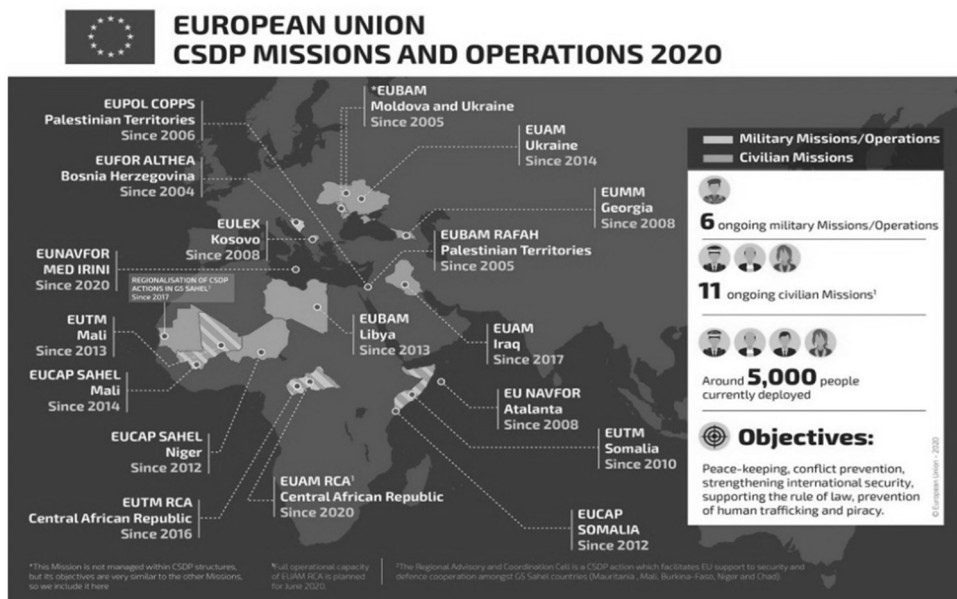 EUROPEAN UNION
CSDP MISSIONS AND OPERATIONS 2020
*EUBAM
Moldova and Ukraine
Since 2005
EUPOL COPPS
Palestinian Territories
Since 2006
EUAM
Ukraine
Since 2014
EUFOR ALTHEA
Bosnia Herzegovina
Since 2004
EUMM
Georgia
Since 2008
EULEX
Kosovo
Since 2008
EUBAM RAFAH
Palestinian Territories
Since 2005
EUNAVFOR
MED IRINI
Since 2020
REGIONALISATION OF CSDP
ACTIONS IN G5 SAHEL²
Since 2017
EUTM
Mali
Since 2013
EUBAM
Libya
Since 2013
EUAM
Iraq
Since 2017
EUCAP SAHEL
Mali
Since 2014
EU NAVFOR
Atalanta
Since 2008
EUCAP SAHEL
Niger
Since 2012
EUTM
Somalia
Since 2010
EUAM RCA¹
Central African Republic
Since 2020
EUTM RCA
Central African Republic
Since 2016
EUCAP
SOMALIA
Since 2012
Military Missions/Operations
Civilian Missions
6 ongoing military Missions/Operations
11 ongoing civilian Missions¹
Around 5,000 people
currently deployed
Objectives:
Peace-keeping, conflict prevention,
strengthening international security,
supporting the rule of law, prevention
of human trafficking and piracy.
© European Union - 2020
*This Mission is not managed within CSDP structures,
but its objectives are very similar to the other Missions,
so we include it here
¹Full operational capacity
of EUAM RCA is planned
for June 2020.
²The Regional Advisory and Coordination Cell is a CSDP action which facilitates EU support to security and
defence cooperation amongst G5 Sahel countries (Mauritania , Mali, Burkina-Faso, Niger and Chad).